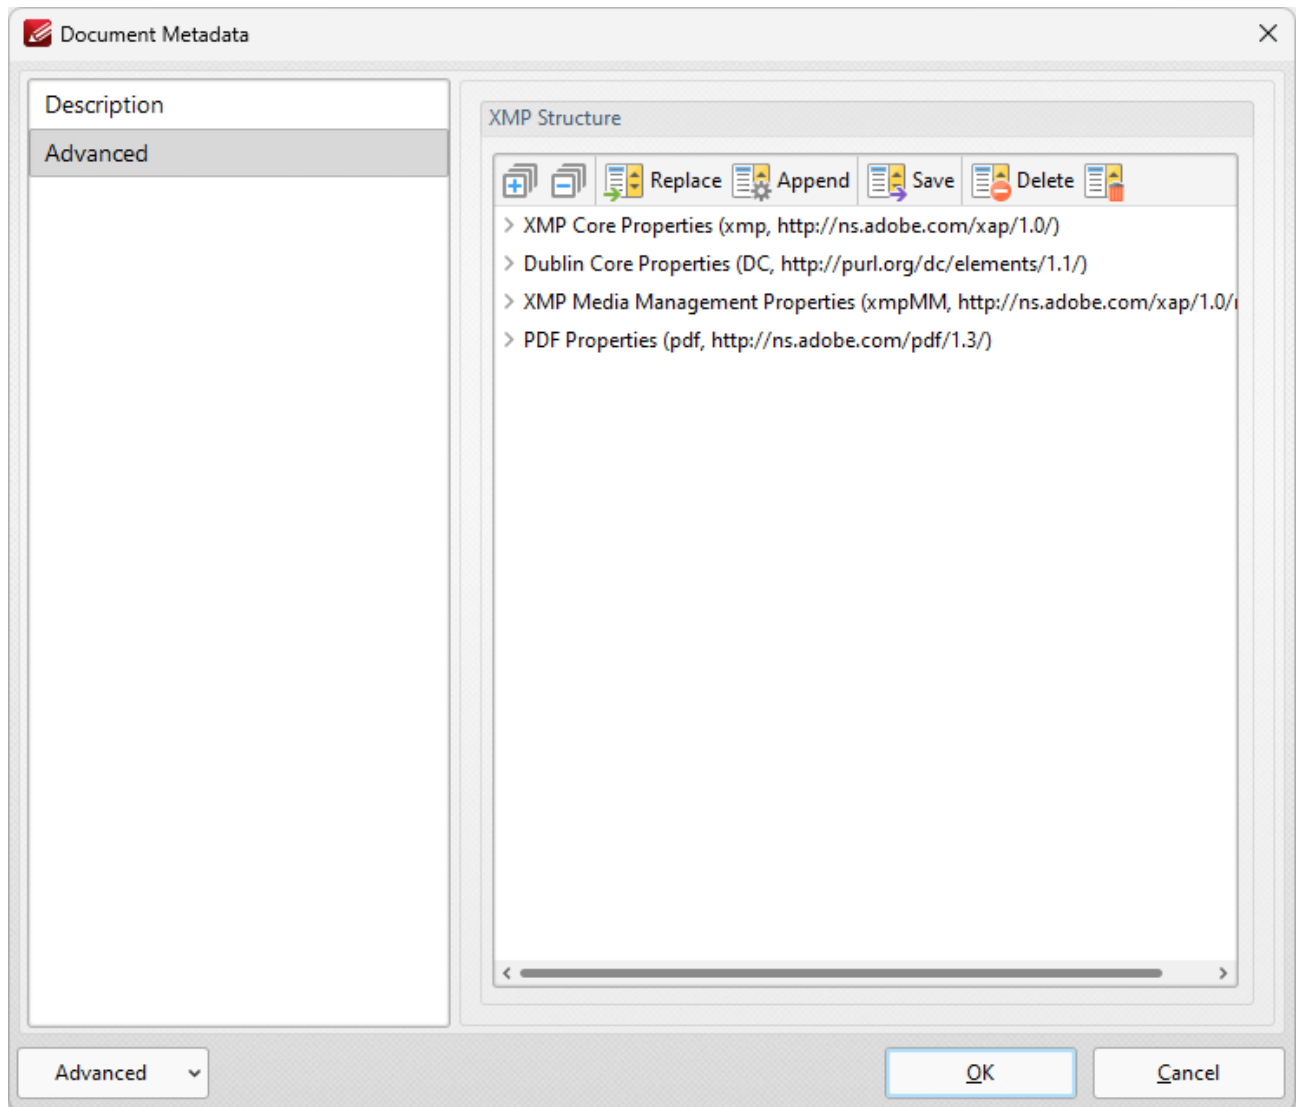 Document Metadata
Description
Advanced
XMP Structure
Replace Append Save Delete
XMP Core Properties (xmp, http://ns.adobe.com/xap/1.0/)
Dublin Core Properties (DC, http://purl.org/dc/elements/1.1/)
XMP Media Management Properties (xmpMM, http://ns.adobe.com/xap/1.0/
PDF Properties (pdf, http://ns.adobe.com/pdf/1.3/)
Advanced
OK
Cancel